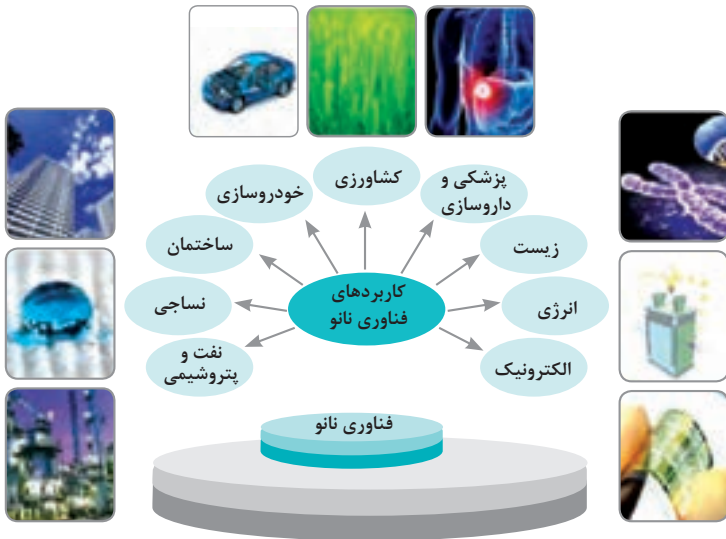 کشاورزی
پزشکی و
داروسازی
خودروسازی
زیست
ساختمان
کاربردهای
فناوری نانو
انرژی
نساجی
الکترونیک
نفت و
پتروشیمی
فناوری نانو